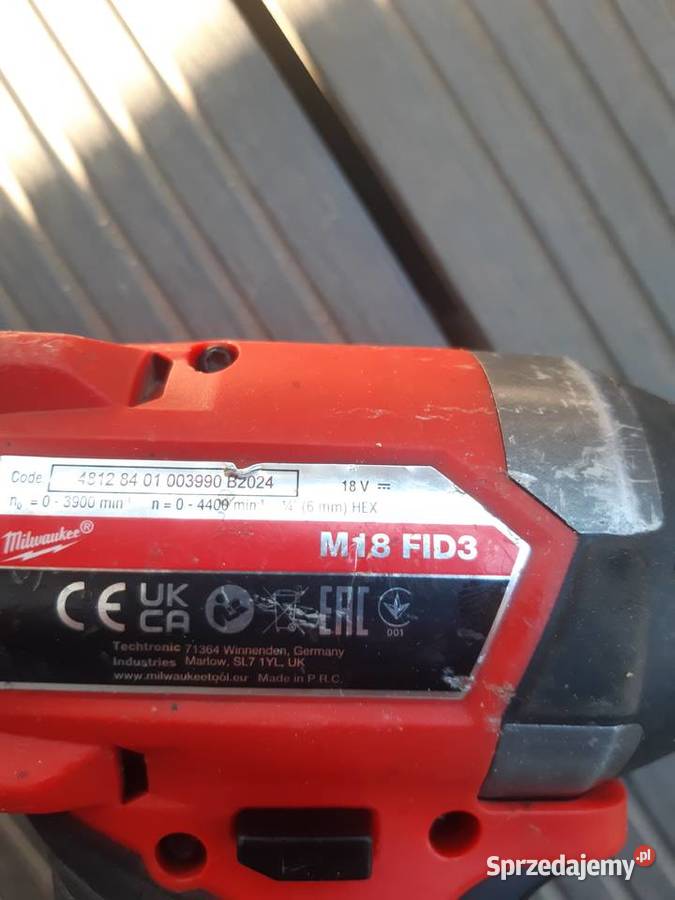 Code 4812 84 01 003990 B2024 18 V
n₀ = 0 - 3900 min⁻¹ n = 0 - 4400 min⁻¹ ¼" (6 mm) HEX
Milwaukee®
M18 FID3
CE UK CA EAC
001
Techtronic 71364 Winnenden, Germany
Industries Marlow, SL7 1YL, UK
www.milwaukeetool.eu Made in P.R.C.
Sprzedajemy.pl